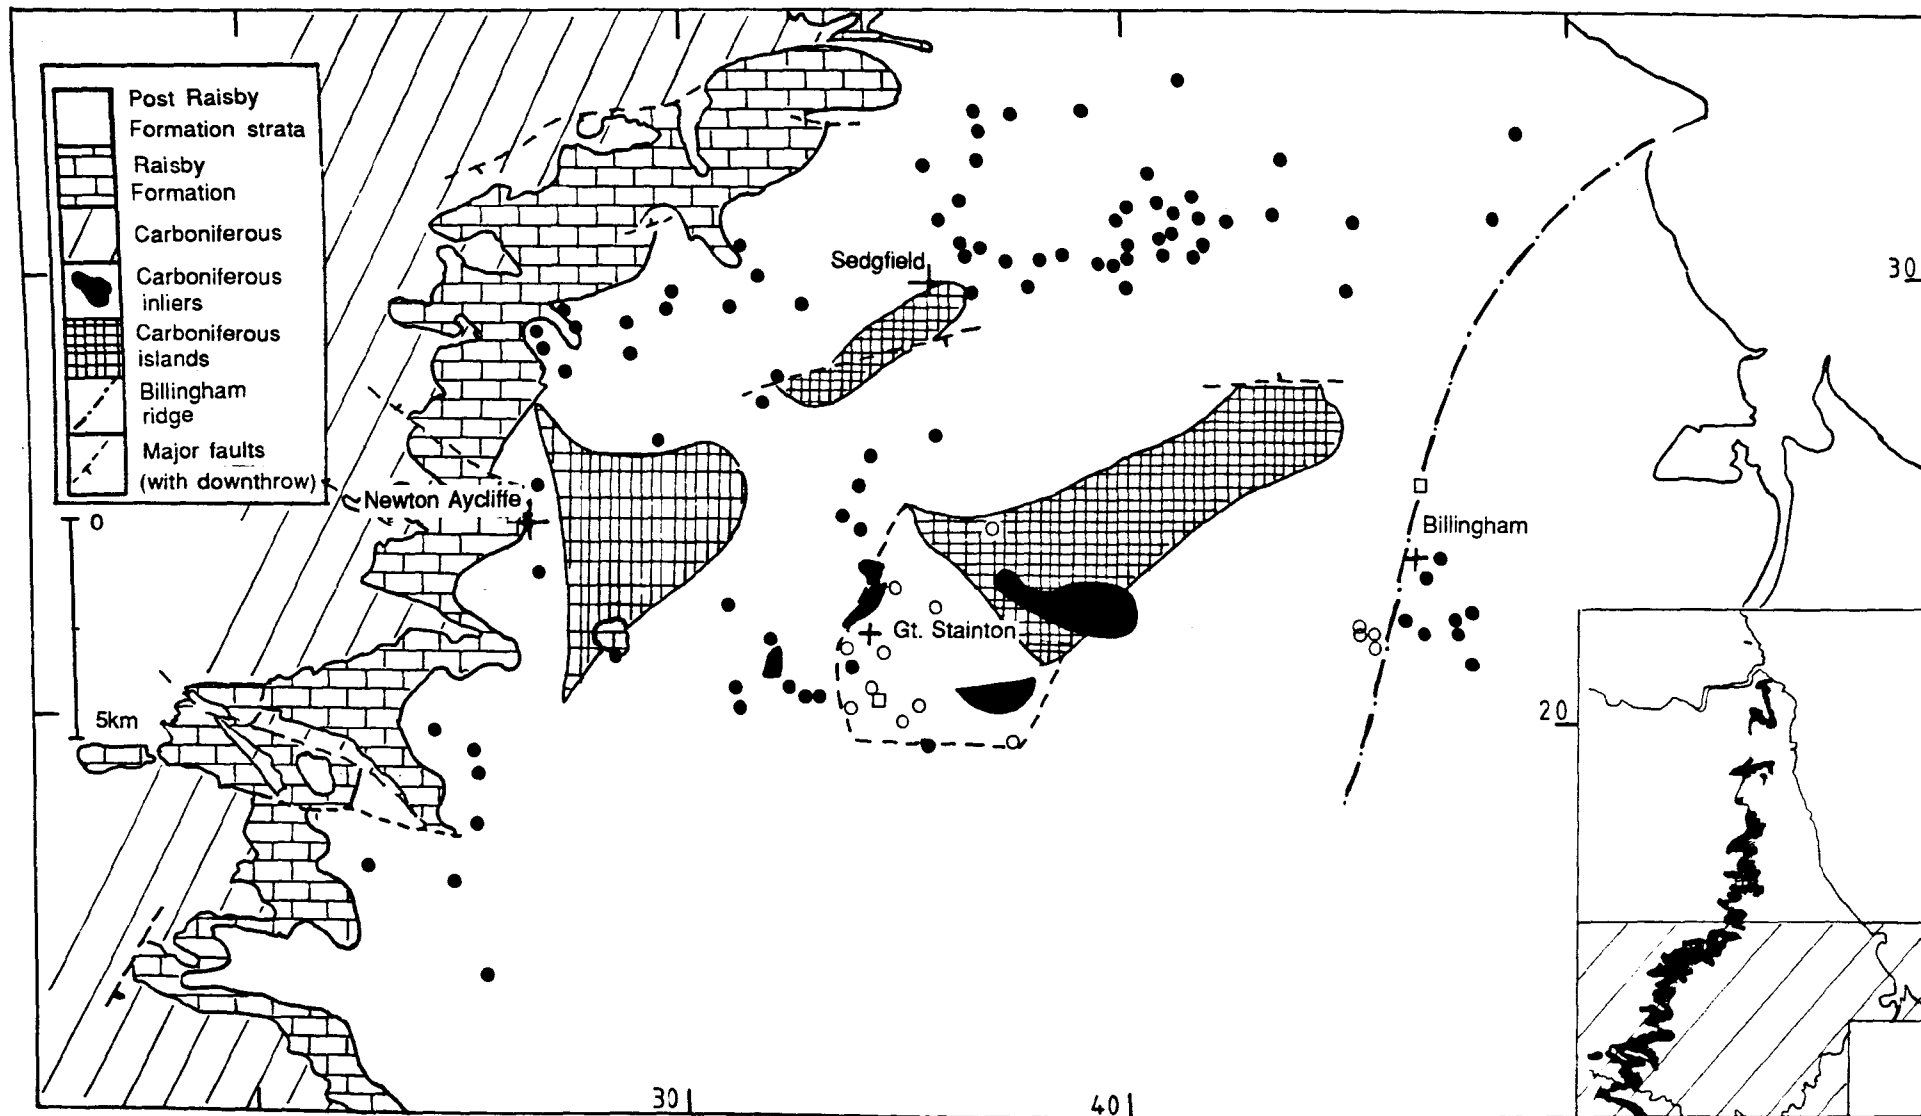 Post Raisby
Formation strata
Raisby
Formation
Carboniferous
Carboniferous
inliers
Carboniferous
islands
Billingham
ridge
Major faults
(with downthrow)
0
5km
Sedgfield
30
Newton Aycliffe
Billingham
Gt. Stainton
20
30
40